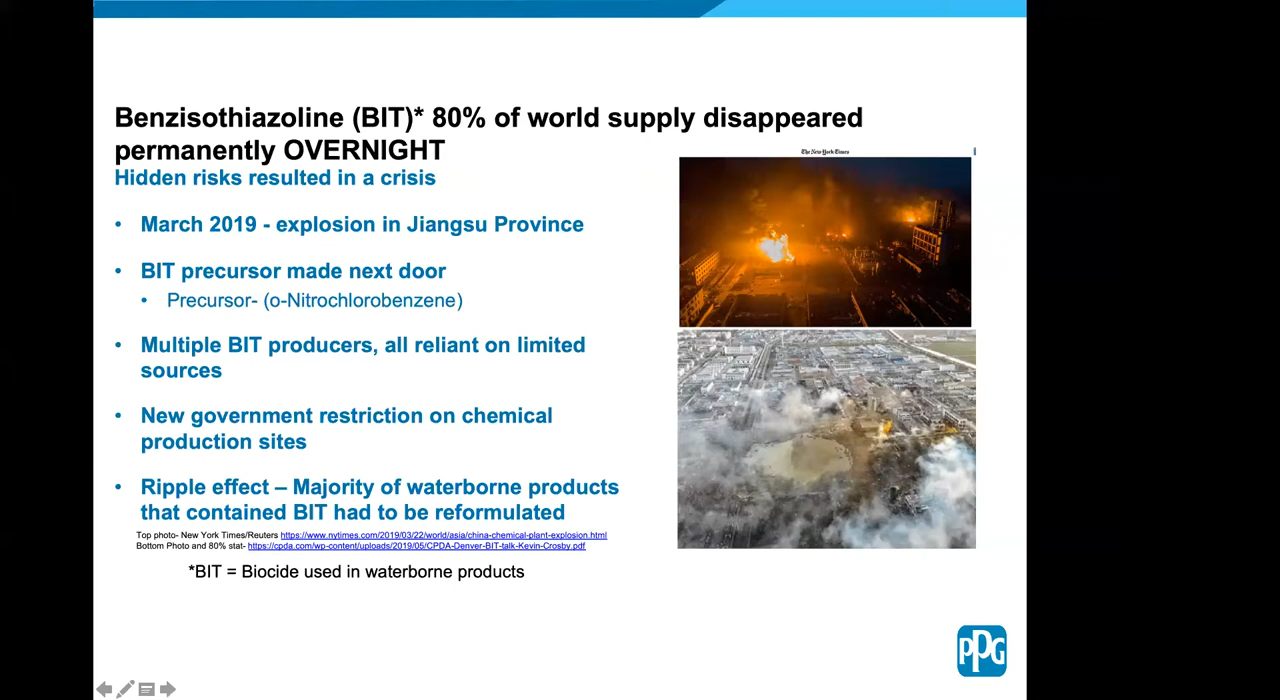 Benzisothiazoline (BIT)* 80% of world supply disappeared
permanently OVERNIGHT
Hidden risks resulted in a crisis
The New York Times
• March 2019 - explosion in Jiangsu Province
• BIT precursor made next door
• Precursor- (o-Nitrochlorobenzene)
• Multiple BIT producers, all reliant on limited
sources
• New government restriction on chemical
production sites
• Ripple effect – Majority of waterborne products
that contained BIT had to be reformulated
Top photo- New York Times/Reuters https://www.nytimes.com/2019/03/22/world/asia/china-chemical-plant-explosion.html
Bottom Photo and 80% stat- https://cpda.com/wp-content/uploads/2019/05/CPDA-Denver-BIT-talk-Kevin-Crosby.pdf
*BIT = Biocide used in waterborne products
PPG